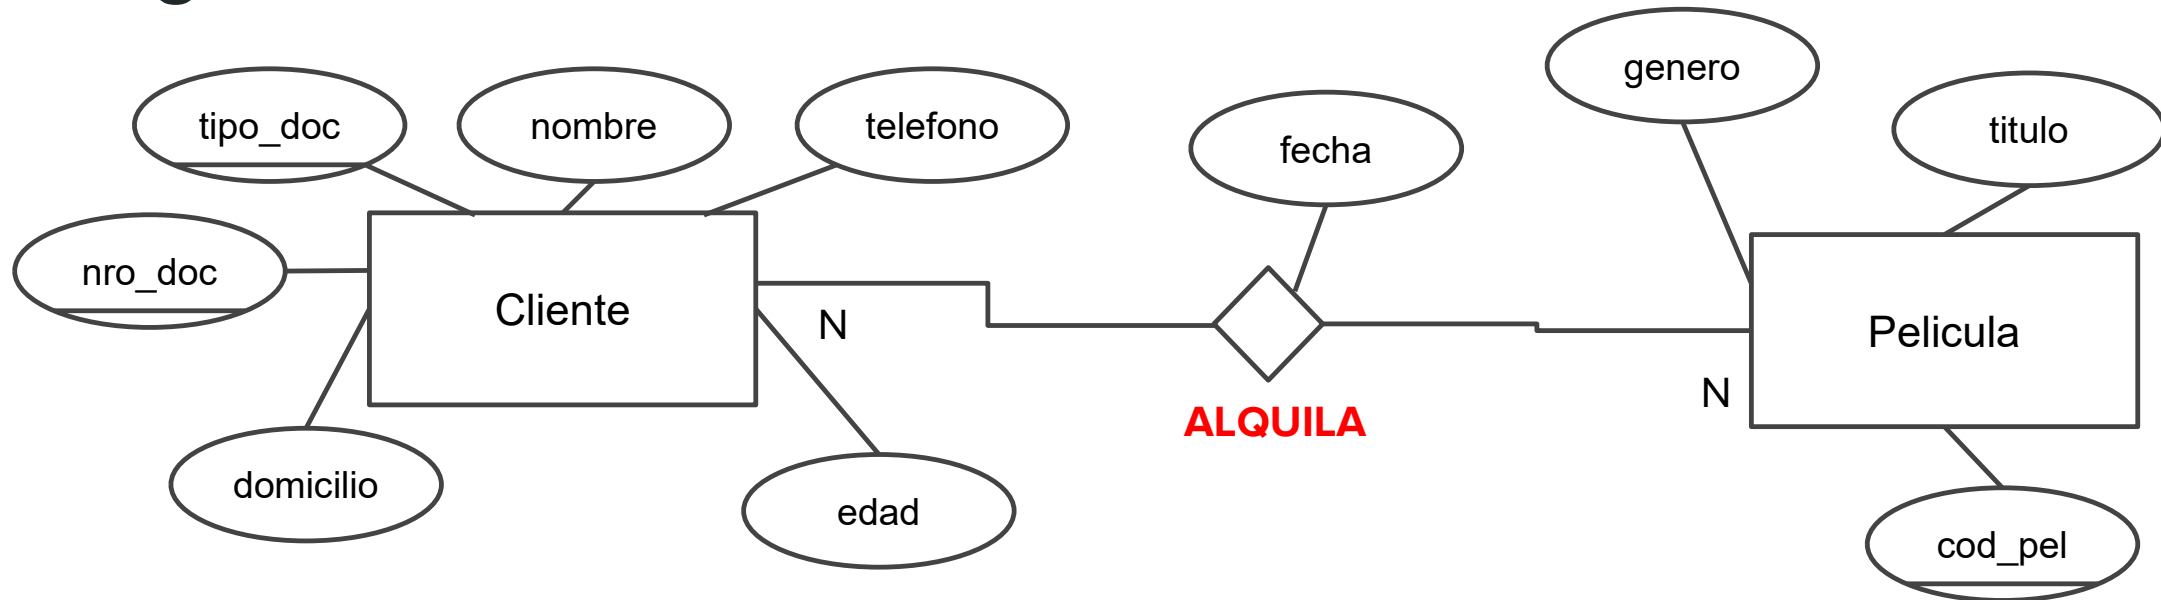 genero
tipo_doc
nombre
telefono
fecha
titulo
nro_doc
Cliente
N
Pelicula
N
ALQUILA
domicilio
edad
cod_pel